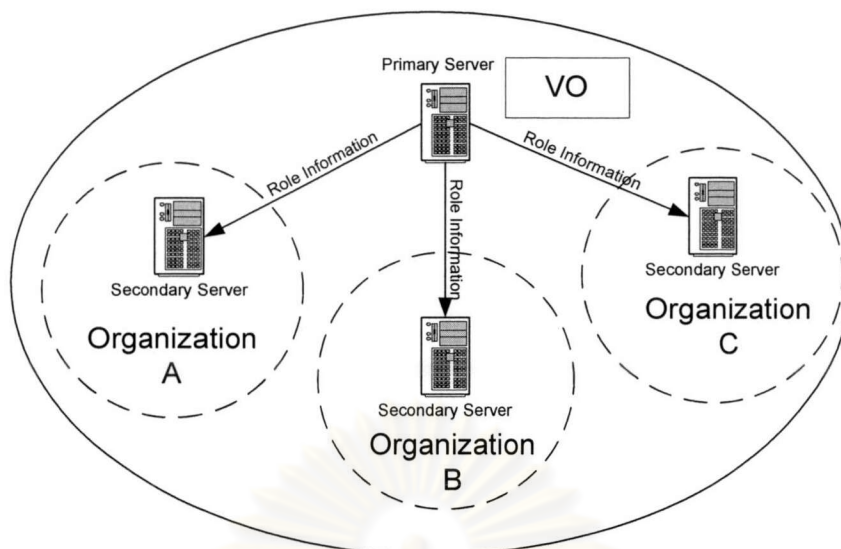 Primary Server
VO
Role Information
Role Information
Role Information
Secondary Server
Organization
A
Secondary Server
Organization
B
Secondary Server
Organization
C